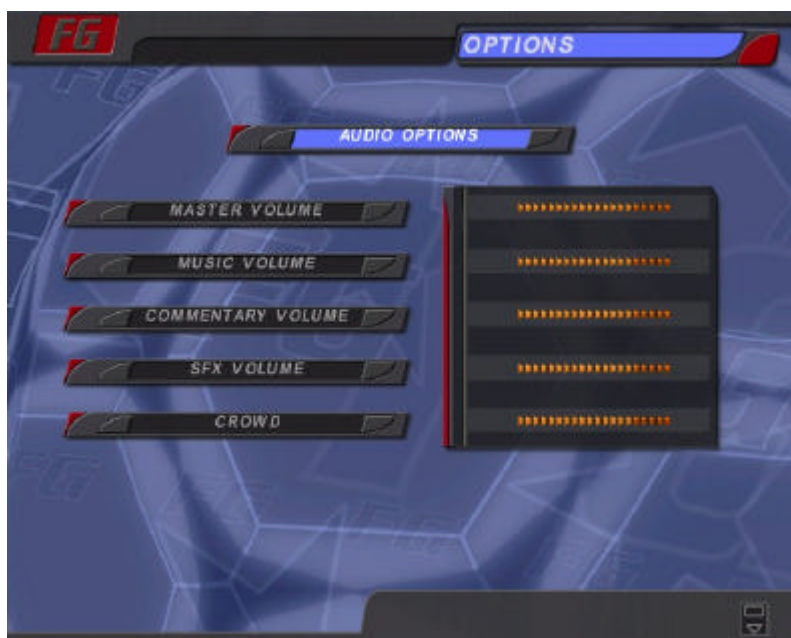 FG
OPTIONS
AUDIO OPTIONS
MASTER VOLUME
MUSIC VOLUME
COMMENTARY VOLUME
SFX VOLUME
CROWD